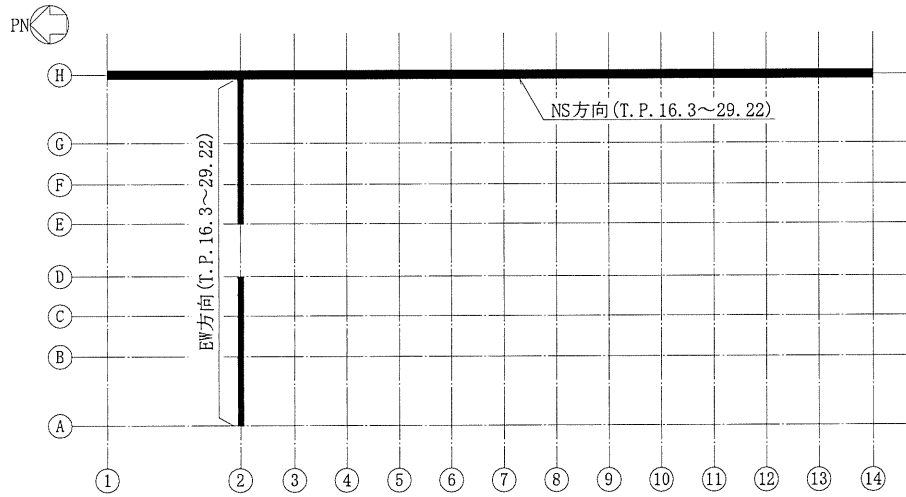 PN
H
NS方向(T.P.16.3～29.22)
G
F
E
EW方向(T.P.16.3～29.22)
D
C
B
A
1 2 3 4 5 6 7 8 9 10 11 12 13 14